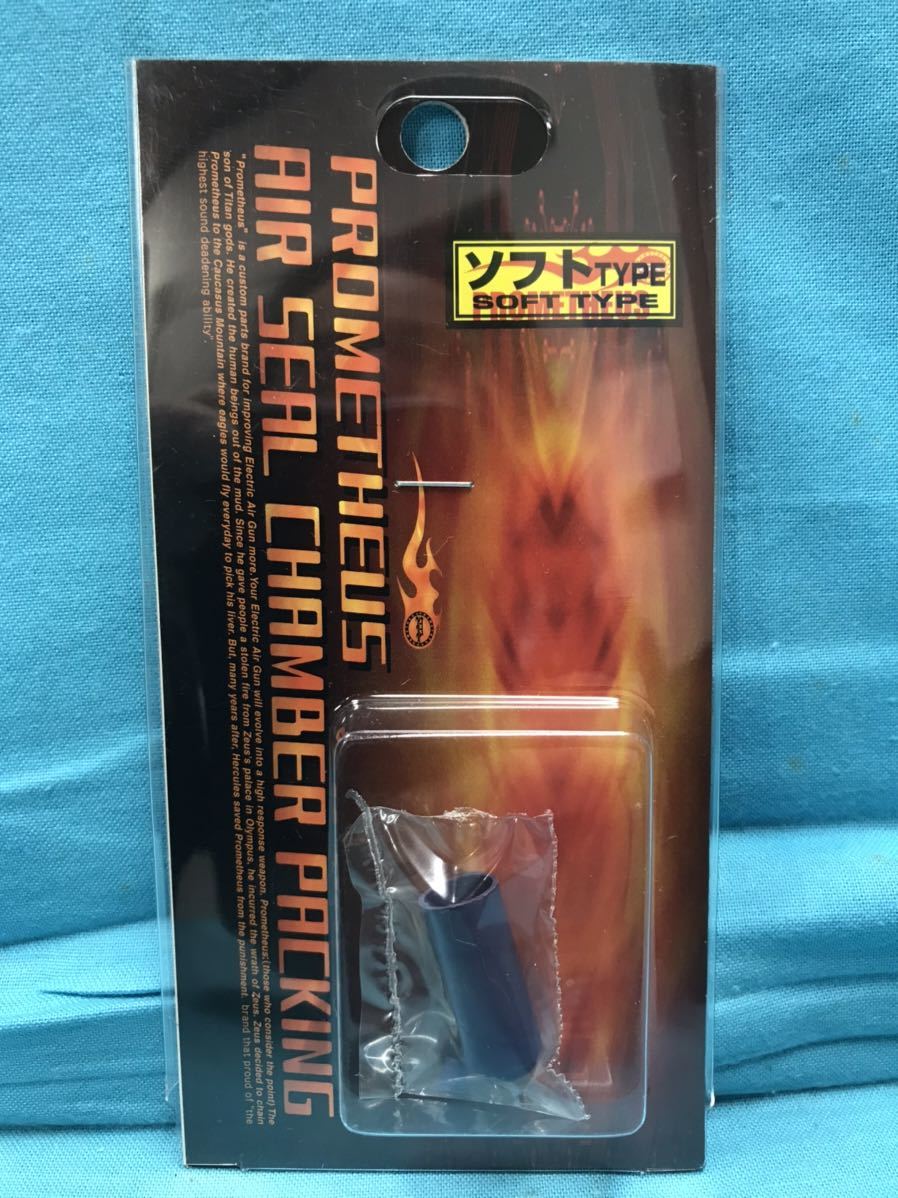 PROMETHEUS
AIR SEAL CHAMBER PACKING
ソフトTYPE
SOFT TYPE
PROMETHEUS
"Prometheus" is a custom parts brand for improving Electric Air Gun more.Your Electric Air Gun will evolve into a high response weapon. Prometheus;(those who consider the point) The
son of Titan gods. He created the human beings out of the mud. Since he gave people a stolen fire from Zeus's palace in Olympus, he incurred the wrath of Zeus. Zeus decided to chain
Prometheus to the Caucasus Mountain where eagles would fly everyday to pick his liver. But, many years after, Hercules saved Prometheus from the punishment. brand that proud of "the
highest sound deadening ability".